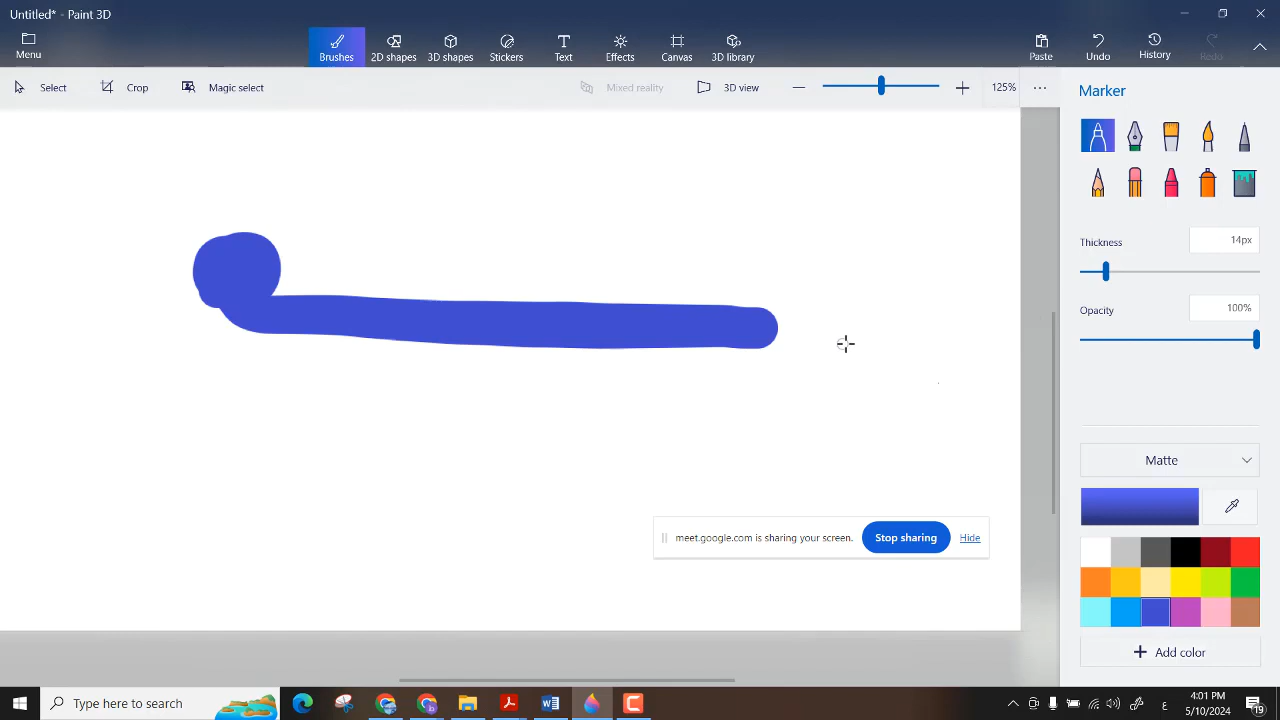 Untitled* - Paint 3D
Menu
Brushes
2D shapes
3D shapes
Stickers
Text
Effects
Canvas
3D library
Paste
Undo
History
Redo
Select
Crop
Magic select
Mixed reality
3D view
125%
Marker
Thickness
14px
Opacity
100%
Matte
meet.google.com is sharing your screen.
Stop sharing
Hide
Add color
Type here to search
4:01 PM
5/10/2024
19